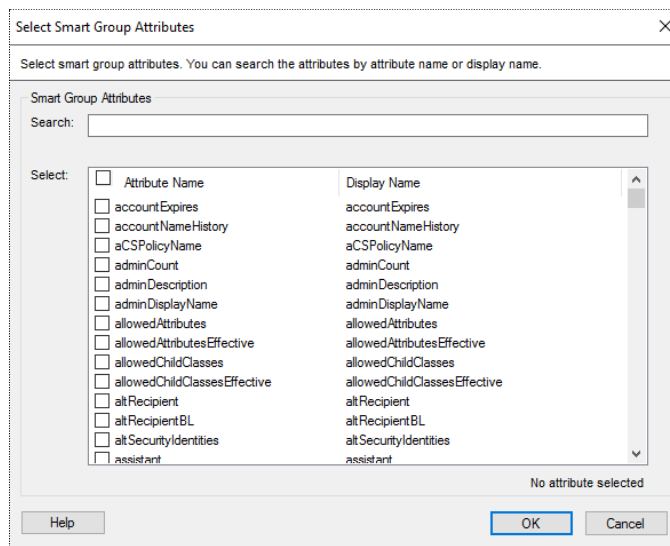 Select Smart Group Attributes
Select smart group attributes. You can search the attributes by attribute name or display name.
Smart Group Attributes
Search:
Select:
Attribute Name Display Name
accountExpires accountExpires
accountNameHistory accountNameHistory
aCSPolicyName aCSPolicyName
adminCount adminCount
adminDescription adminDescription
adminDisplayName adminDisplayName
allowedAttributes allowedAttributes
allowedAttributesEffective allowedAttributesEffective
allowedChildClasses allowedChildClasses
allowedChildClassesEffective allowedChildClassesEffective
altRecipient altRecipient
altRecipientBL altRecipientBL
altSecurityIdentities altSecurityIdentities
assistant assistant
No attribute selected
Help OK Cancel